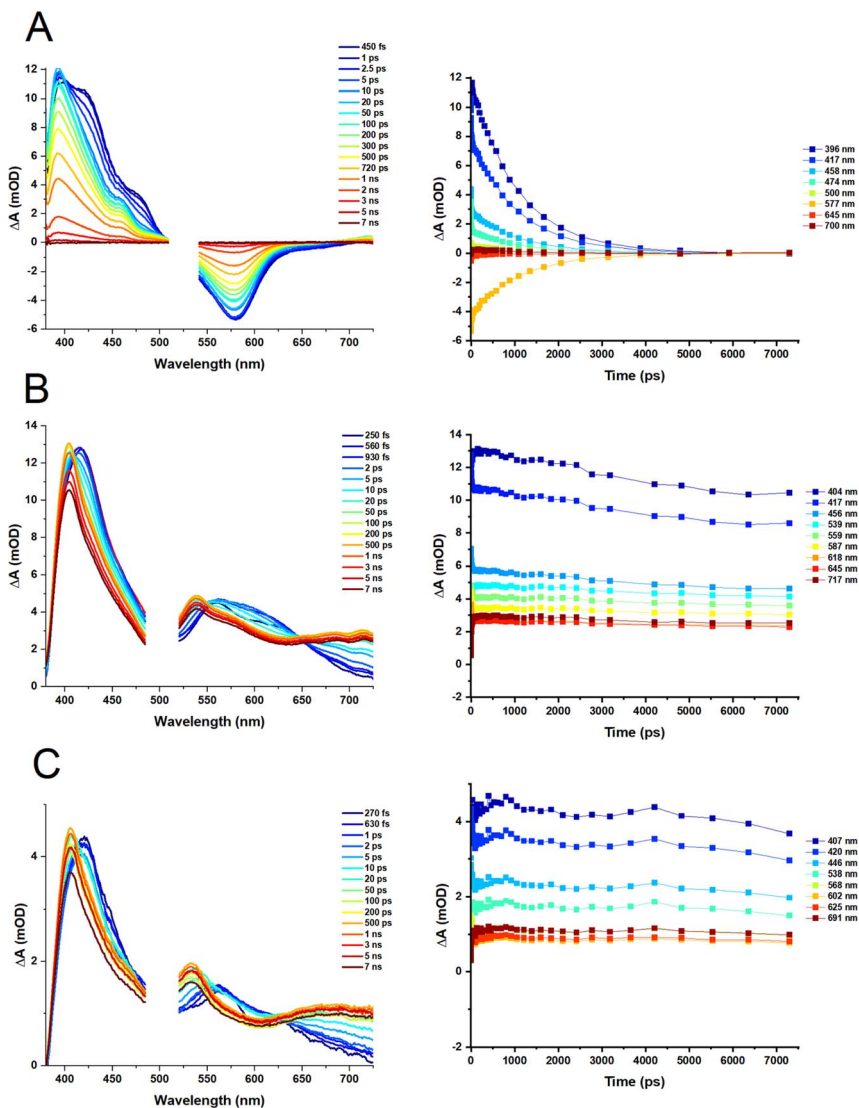 A
12
10
8
6
4
2
0
-2
-4
-6
ΔA (mOD)
400 450 500 550 600 650 700
Wavelength (nm)
450 fs
1 ps
2.5 ps
5 ps
10 ps
20 ps
50 ps
100 ps
200 ps
300 ps
500 ps
720 ps
1 ns
2 ns
3 ns
5 ns
7 ns
12
10
8
6
4
2
0
-2
-4
-6
ΔA (mOD)
0 1000 2000 3000 4000 5000 6000 7000
Time (ps)
396 nm
417 nm
458 nm
474 nm
500 nm
577 nm
645 nm
700 nm
B
14
12
10
8
6
4
2
0
ΔA (mOD)
400 450 500 550 600 650 700
Wavelength (nm)
250 fs
560 fs
930 fs
2 ps
5 ps
10 ps
20 ps
50 ps
100 ps
200 ps
500 ps
1 ns
3 ns
5 ns
7 ns
14
12
10
8
6
4
2
0
-2
ΔA (mOD)
0 1000 2000 3000 4000 5000 6000 7000
Time (ps)
404 nm
417 nm
456 nm
539 nm
559 nm
587 nm
618 nm
645 nm
717 nm
C
4
2
0
ΔA (mOD)
400 450 500 550 600 650 700
Wavelength (nm)
270 fs
630 fs
1 ps
2 ps
5 ps
10 ps
20 ps
50 ps
100 ps
200 ps
500 ps
1 ns
3 ns
5 ns
7 ns
4
2
0
-2
ΔA (mOD)
0 1000 2000 3000 4000 5000 6000 7000
Time (ps)
407 nm
420 nm
446 nm
538 nm
568 nm
602 nm
625 nm
691 nm